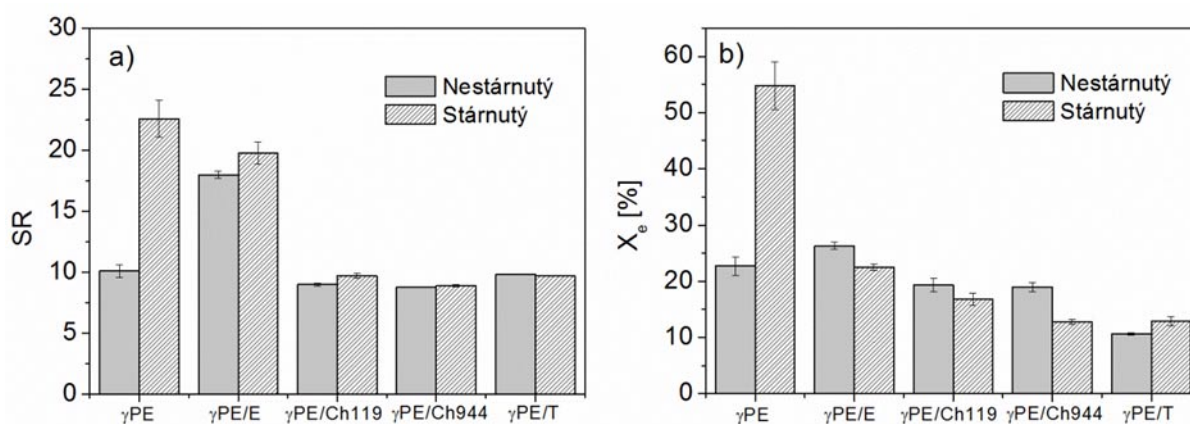 a)
SR
30
25
20
15
10
5
0
Nestárnutý
Stárnutý
γPE γPE/E γPE/Ch119 γPE/Ch944 γPE/T
b)
Xe [%]
60
50
40
30
20
10
0
Nestárnutý
Stárnutý
γPE γPE/E γPE/Ch119 γPE/Ch944 γPE/T